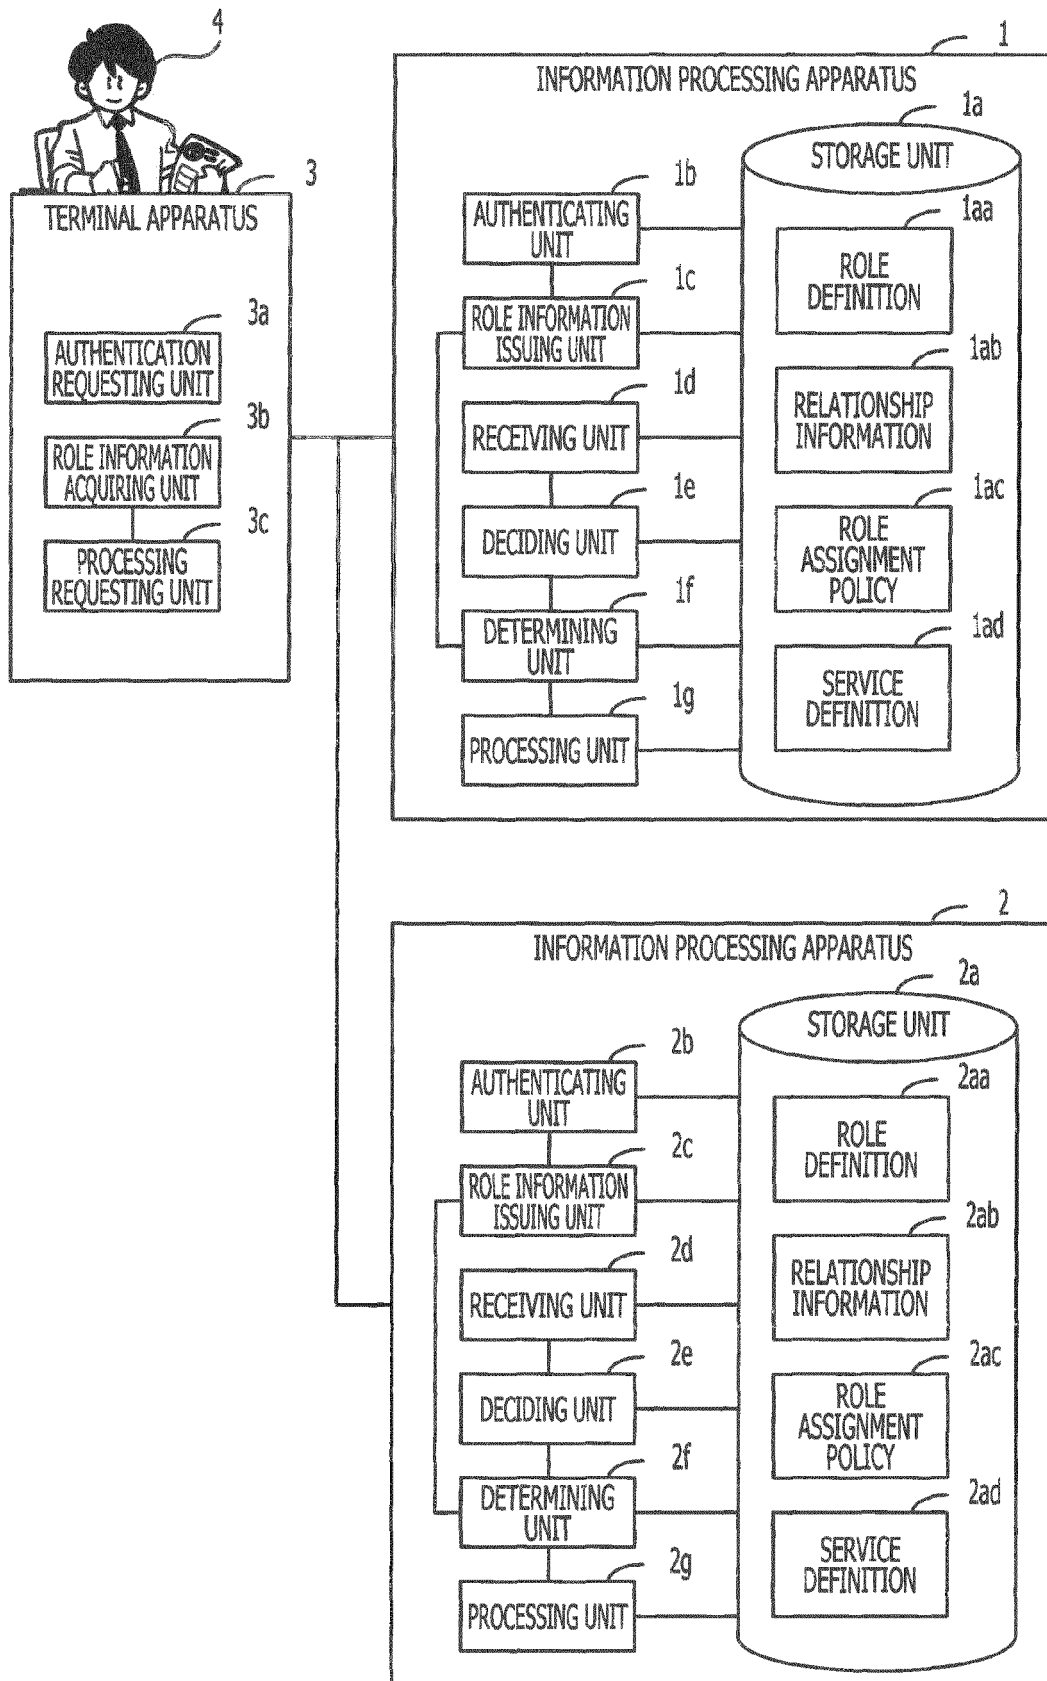 4
TERMINAL APPARATUS
3
3a
AUTHENTICATION
REQUESTING UNIT
3b
ROLE INFORMATION
ACQUIRING UNIT
3c
PROCESSING
REQUESTING UNIT
1
INFORMATION PROCESSING APPARATUS
1a
STORAGE UNIT
1b
AUTHENTICATING
UNIT
1c
ROLE INFORMATION
ISSUING UNIT
1d
RECEIVING UNIT
1e
DECIDING UNIT
1f
DETERMINING
UNIT
1g
PROCESSING UNIT
1aa
ROLE
DEFINITION
1ab
RELATIONSHIP
INFORMATION
1ac
ROLE
ASSIGNMENT
POLICY
1ad
SERVICE
DEFINITION
2
INFORMATION PROCESSING APPARATUS
2a
STORAGE UNIT
2b
AUTHENTICATING
UNIT
2c
ROLE INFORMATION
ISSUING UNIT
2d
RECEIVING UNIT
2e
DECIDING UNIT
2f
DETERMINING
UNIT
2g
PROCESSING UNIT
2aa
ROLE
DEFINITION
2ab
RELATIONSHIP
INFORMATION
2ac
ROLE
ASSIGNMENT
POLICY
2ad
SERVICE
DEFINITION